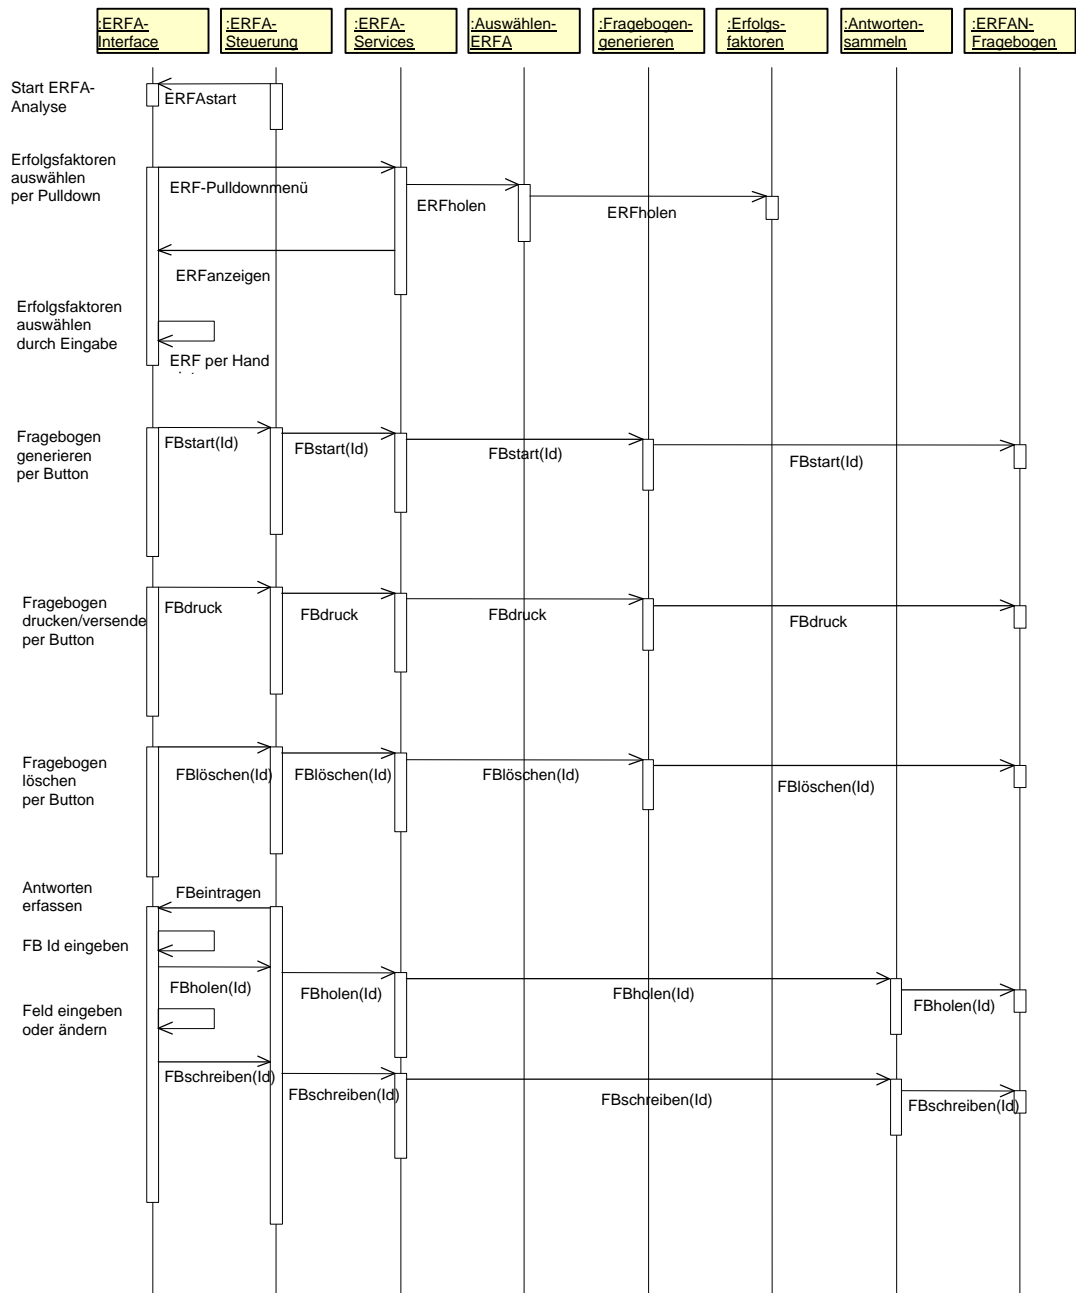 :ERFA-
Interface
:ERFA-
Steuerung
:ERFA-
Services
:Auswählen-
ERFA
:Fragebogen-
generieren
:Erfolgs-
faktoren
:Antworten-
sammeln
:ERFAN-
Fragebogen
Start ERFA-
Analyse
ERFAstart
Erfolgsfaktoren
auswählen
per Pulldown
ERF-Pulldownmenü
ERFholen
ERFholen
ERFanzeigen
Erfolgsfaktoren
auswählen
durch Eingabe
ERF per Hand
Fragebogen
generieren
per Button
FBstart(Id)
FBstart(Id)
FBstart(Id)
FBstart(Id)
Fragebogen
drucken/versende
per Button
FBdruck
FBdruck
FBdruck
FBdruck
Fragebogen
löschen
per Button
FBlöschen(Id)
FBlöschen(Id)
FBlöschen(Id)
FBlöschen(Id)
Antworten
erfassen
FBeintragen
FB Id eingeben
FBholen(Id)
FBholen(Id)
FBholen(Id)
FBholen(Id)
Feld eingeben
oder ändern
FBschreiben(Id)
FBschreiben(Id)
FBschreiben(Id)
FBschreiben(Id)